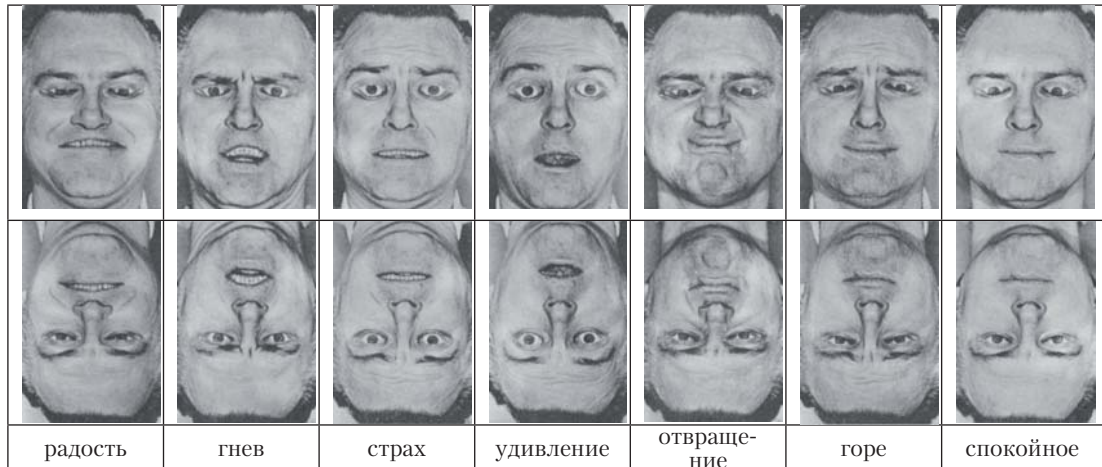 радость
гнев
страх
удивление
отвраще-
ние
горе
спокойное